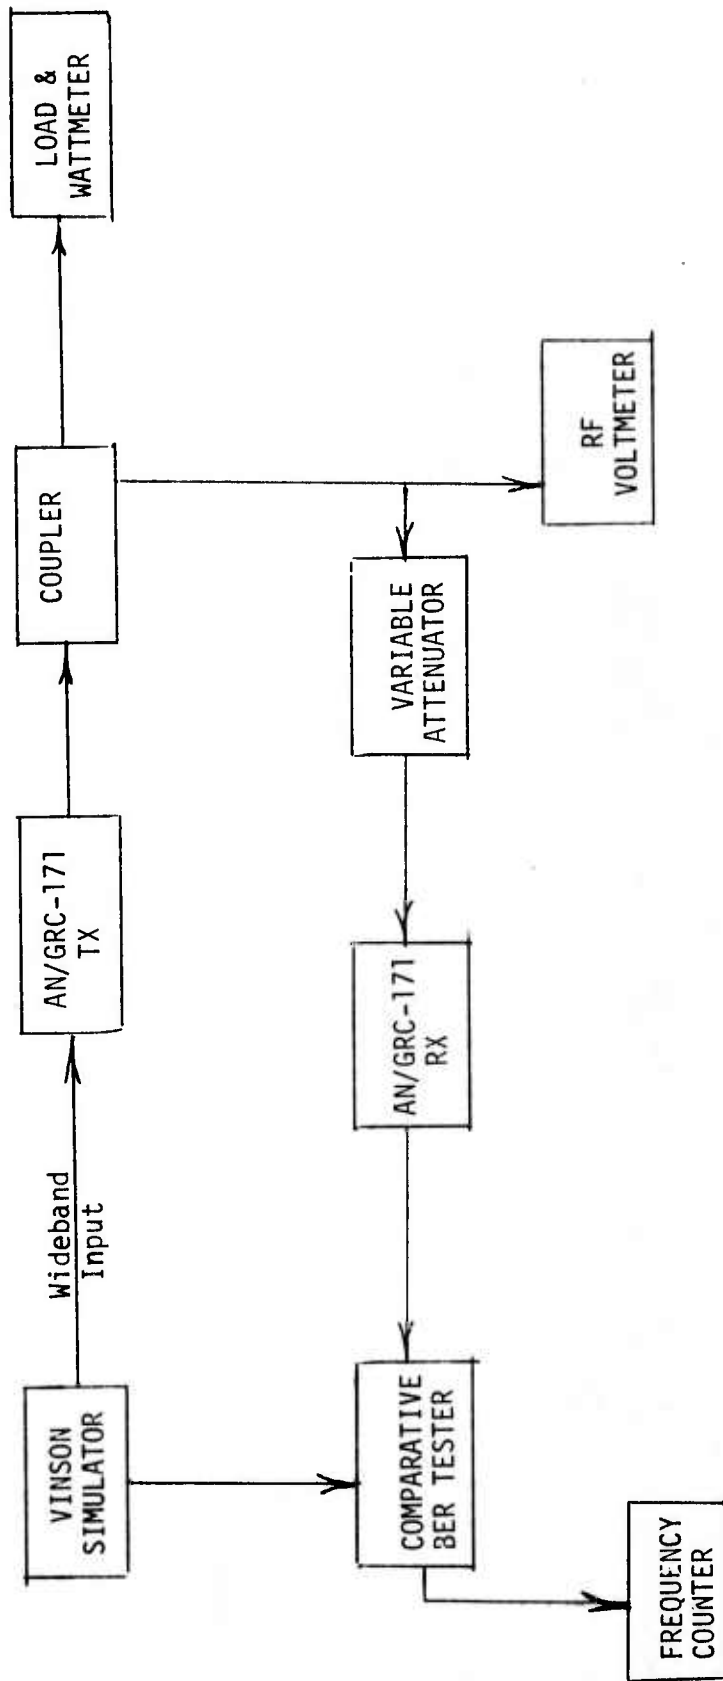 VINSON
SIMULATOR
Wideband
Input
AN/GRC-171
TX
COUPLER
LOAD &
WATTMETER
COMPARATIVE
BER TESTER
AN/GRC-171
RX
VARIABLE
ATTENUATOR
RF
VOLTMETER
FREQUENCY
COUNTER